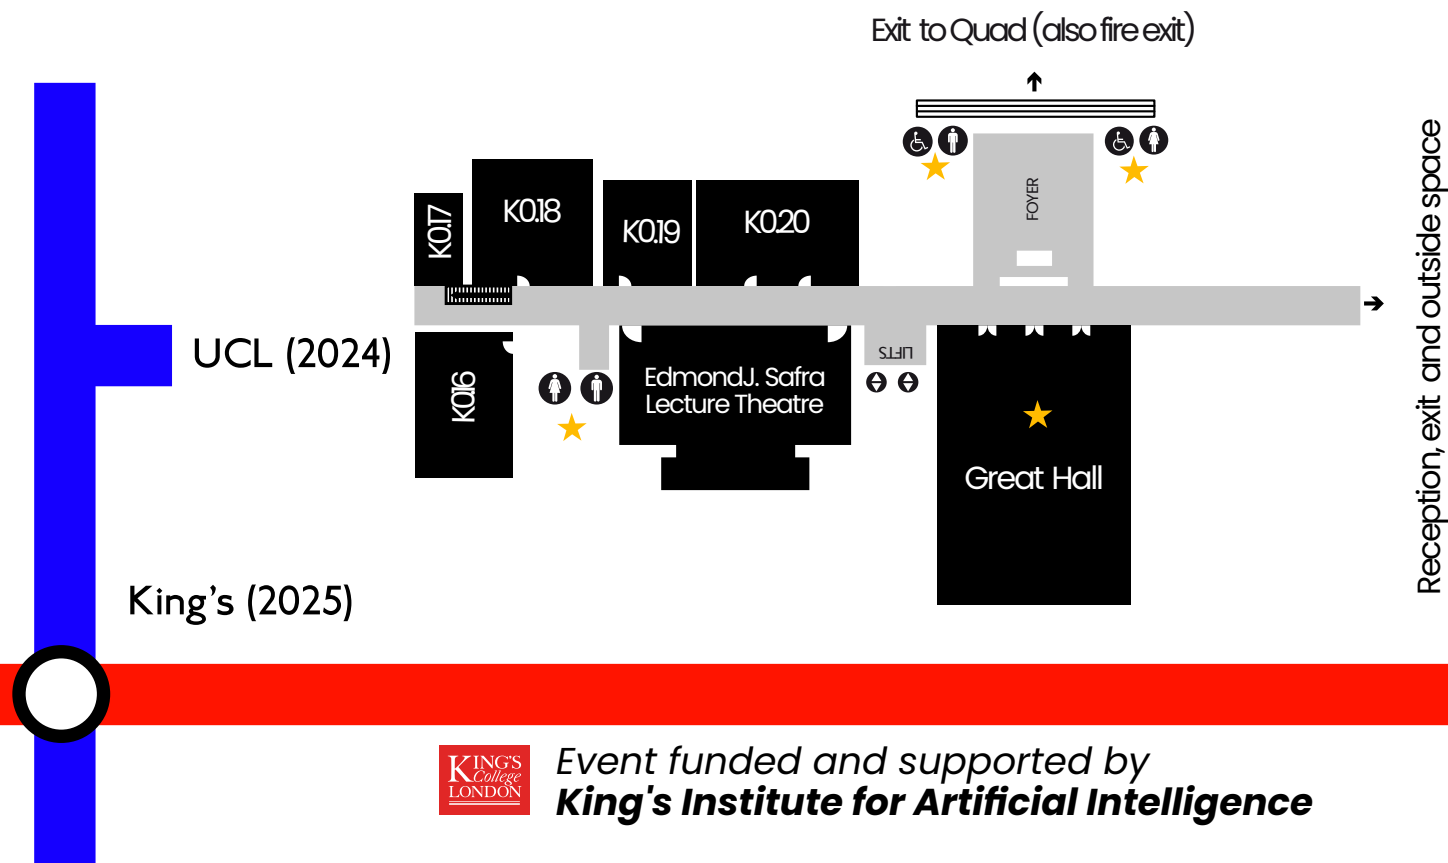 Exit to Quad (also fire exit)
Reception, exit and outside space
FOYER
K0.17
K0.18
K0.19
K0.20
UCL (2024)
K0.16
Edmond J. Safra
Lecture Theatre
LIFTS
Great Hall
King's (2025)
KING'S
College
LONDON
Event funded and supported by
King's Institute for Artificial Intelligence